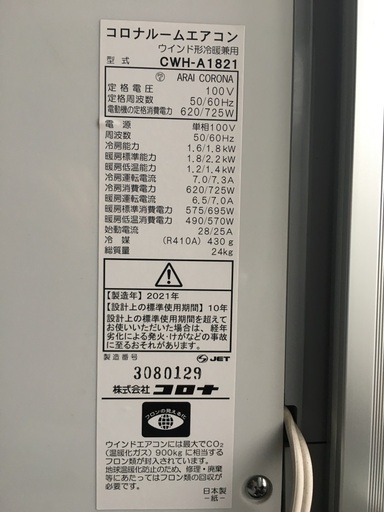 コロナルームエアコン
ウインド形冷暖兼用
型式 CWH-A1821
ARAI CORONA
定格電圧 100V
定格周波数 50/60Hz
電動機の定格消費電力 620/725W
電源 単相100V
周波数 50/60Hz
冷房能力 1.6/1.8kW
暖房標準能力 1.8/2.2kW
暖房低温能力 1.2/1.4kW
冷房運転電流 7.0/7.3A
冷房消費電力 620/725W
暖房運転電流 6.5/7.0A
暖房標準消費電力 575/695W
暖房低温消費電力 490/570W
始動電流 28/25A
冷媒 (R410A) 430g
総質量 24kg
【製造年】2021年
【設計上の標準使用期間】10年
設計上の標準使用期間を超えて
お使いいただいた場合は、経年
劣化による発火・けがなどの事故
に至るおそれがあります。
製造番号 JET
3080129
株式会社 コロナ
フロンの見える化
ウインドエアコンには最大でCO₂
(温暖化ガス) 900kgに相当する
フロン類が封入されています。
地球温暖化防止のため、修理・廃棄
等にあたってはフロン類の回収が
必要です。
日本製
-紙-